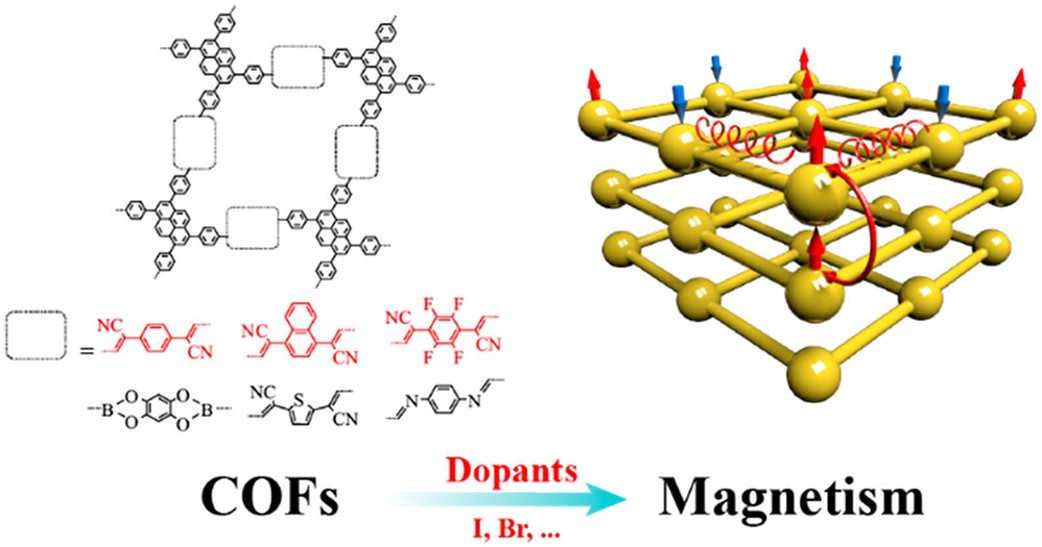 =
NC
CN
NC
CN
NC
F
F
F
F
CN
B
O
O
O
O
B
NC
S
CN
N
N
COFs
Dopants
I, Br, ...
Magnetism